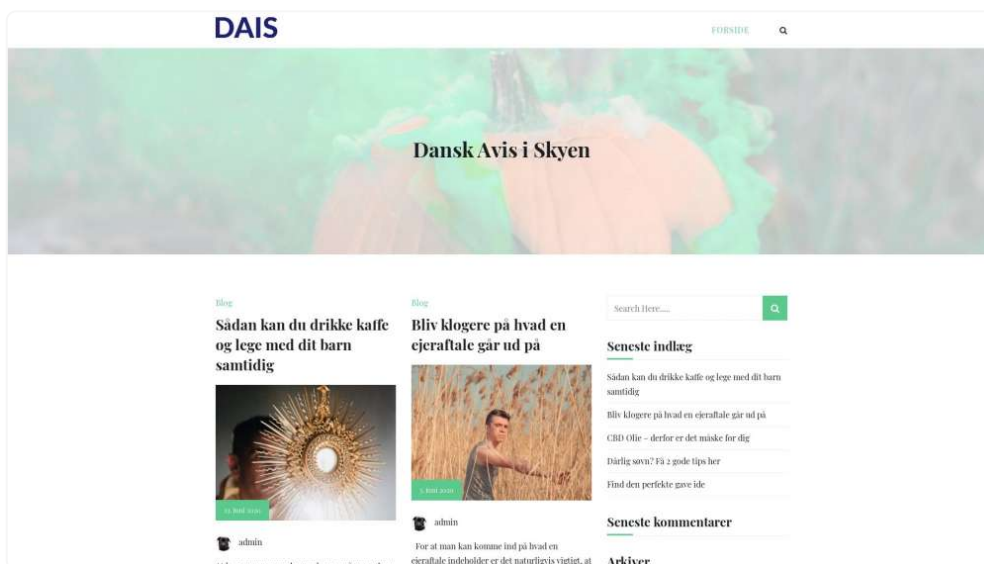 DAIS
FORSIDE
Dansk Avis i Skyen
Blog
Sådan kan du drikke kaffe
og lege med dit barn
samtidig
admin
Blog
Bliv klogere på hvad en
ejeraftale går ud på
5. juni 2020
admin
For at man kan komme ind på hvad en
ejeraftale indeholder er det naturligvis vigtigt, at
Search Here.....
Seneste indlæg
Sådan kan du drikke kaffe og lege med dit barn
samtidig
Bliv klogere på hvad en ejeraftale går ud på
CBD Olie – derfor er det måske for dig
Dårlig søvn? Få 2 gode tips her
Find den perfekte gave ide
Seneste kommentarer
Arkiver